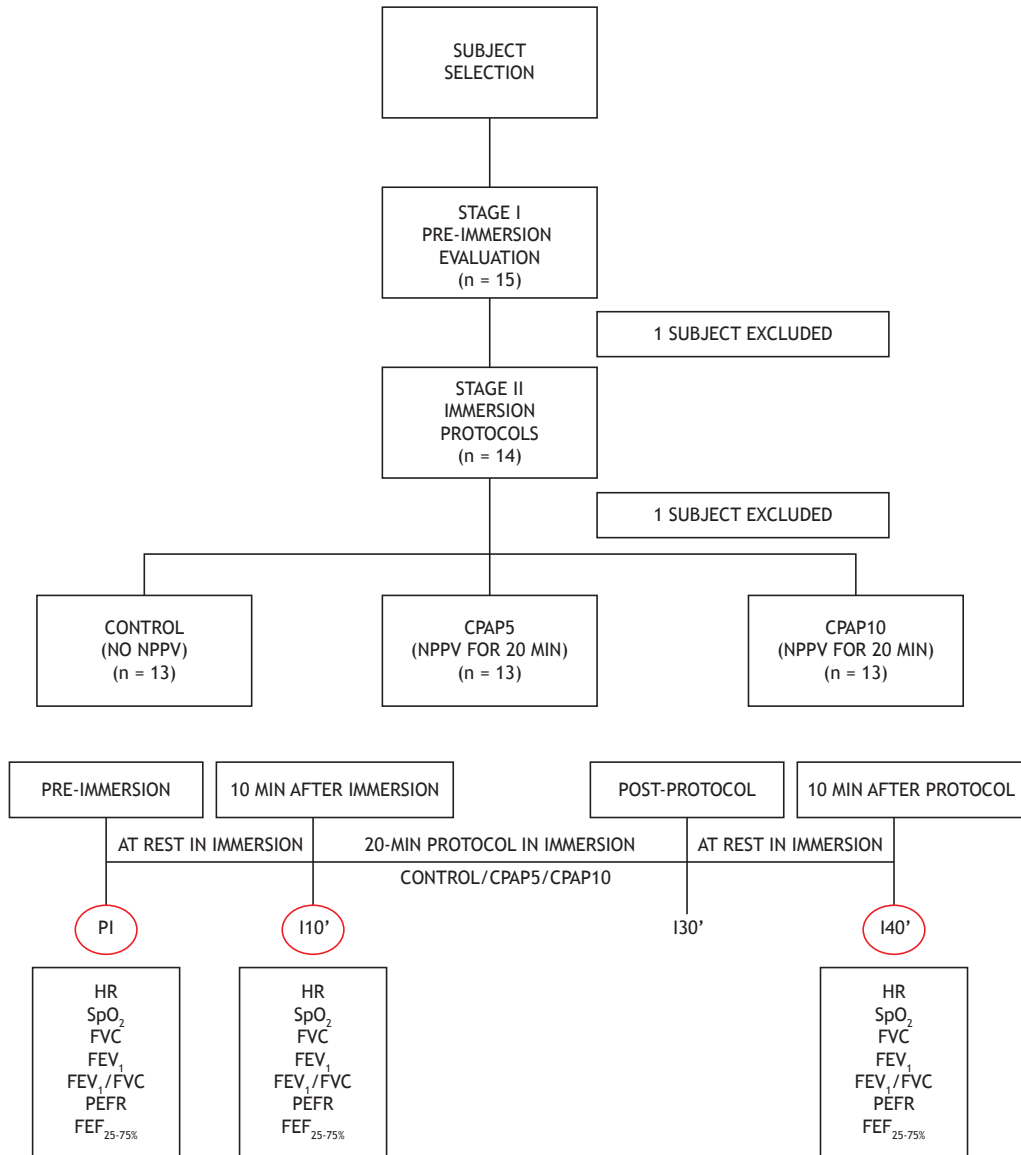 SUBJECT
SELECTION
STAGE I
PRE-IMMERSION
EVALUATION
(n = 15)
1 SUBJECT EXCLUDED
STAGE II
IMMERSION
PROTOCOLS
(n = 14)
1 SUBJECT EXCLUDED
CONTROL
(NO NPPV)
(n = 13)
CPAP5
(NPPV FOR 20 MIN)
(n = 13)
CPAP10
(NPPV FOR 20 MIN)
(n = 13)
PRE-IMMERSION
10 MIN AFTER IMMERSION
POST-PROTOCOL
10 MIN AFTER PROTOCOL
AT REST IN IMMERSION
20-MIN PROTOCOL IN IMMERSION
AT REST IN IMMERSION
CONTROL/CPAP5/CPAP10
PI
I10’
I30’
I40’
HR
SpO₂
FVC
FEV₁
FEV₁/FVC
PEFR
FEF₂₅₋₇₅%
HR
SpO₂
FVC
FEV₁
FEV₁/FVC
PEFR
FEF₂₅₋₇₅%
HR
SpO₂
FVC
FEV₁
FEV₁/FVC
PEFR
FEF₂₅₋₇₅%